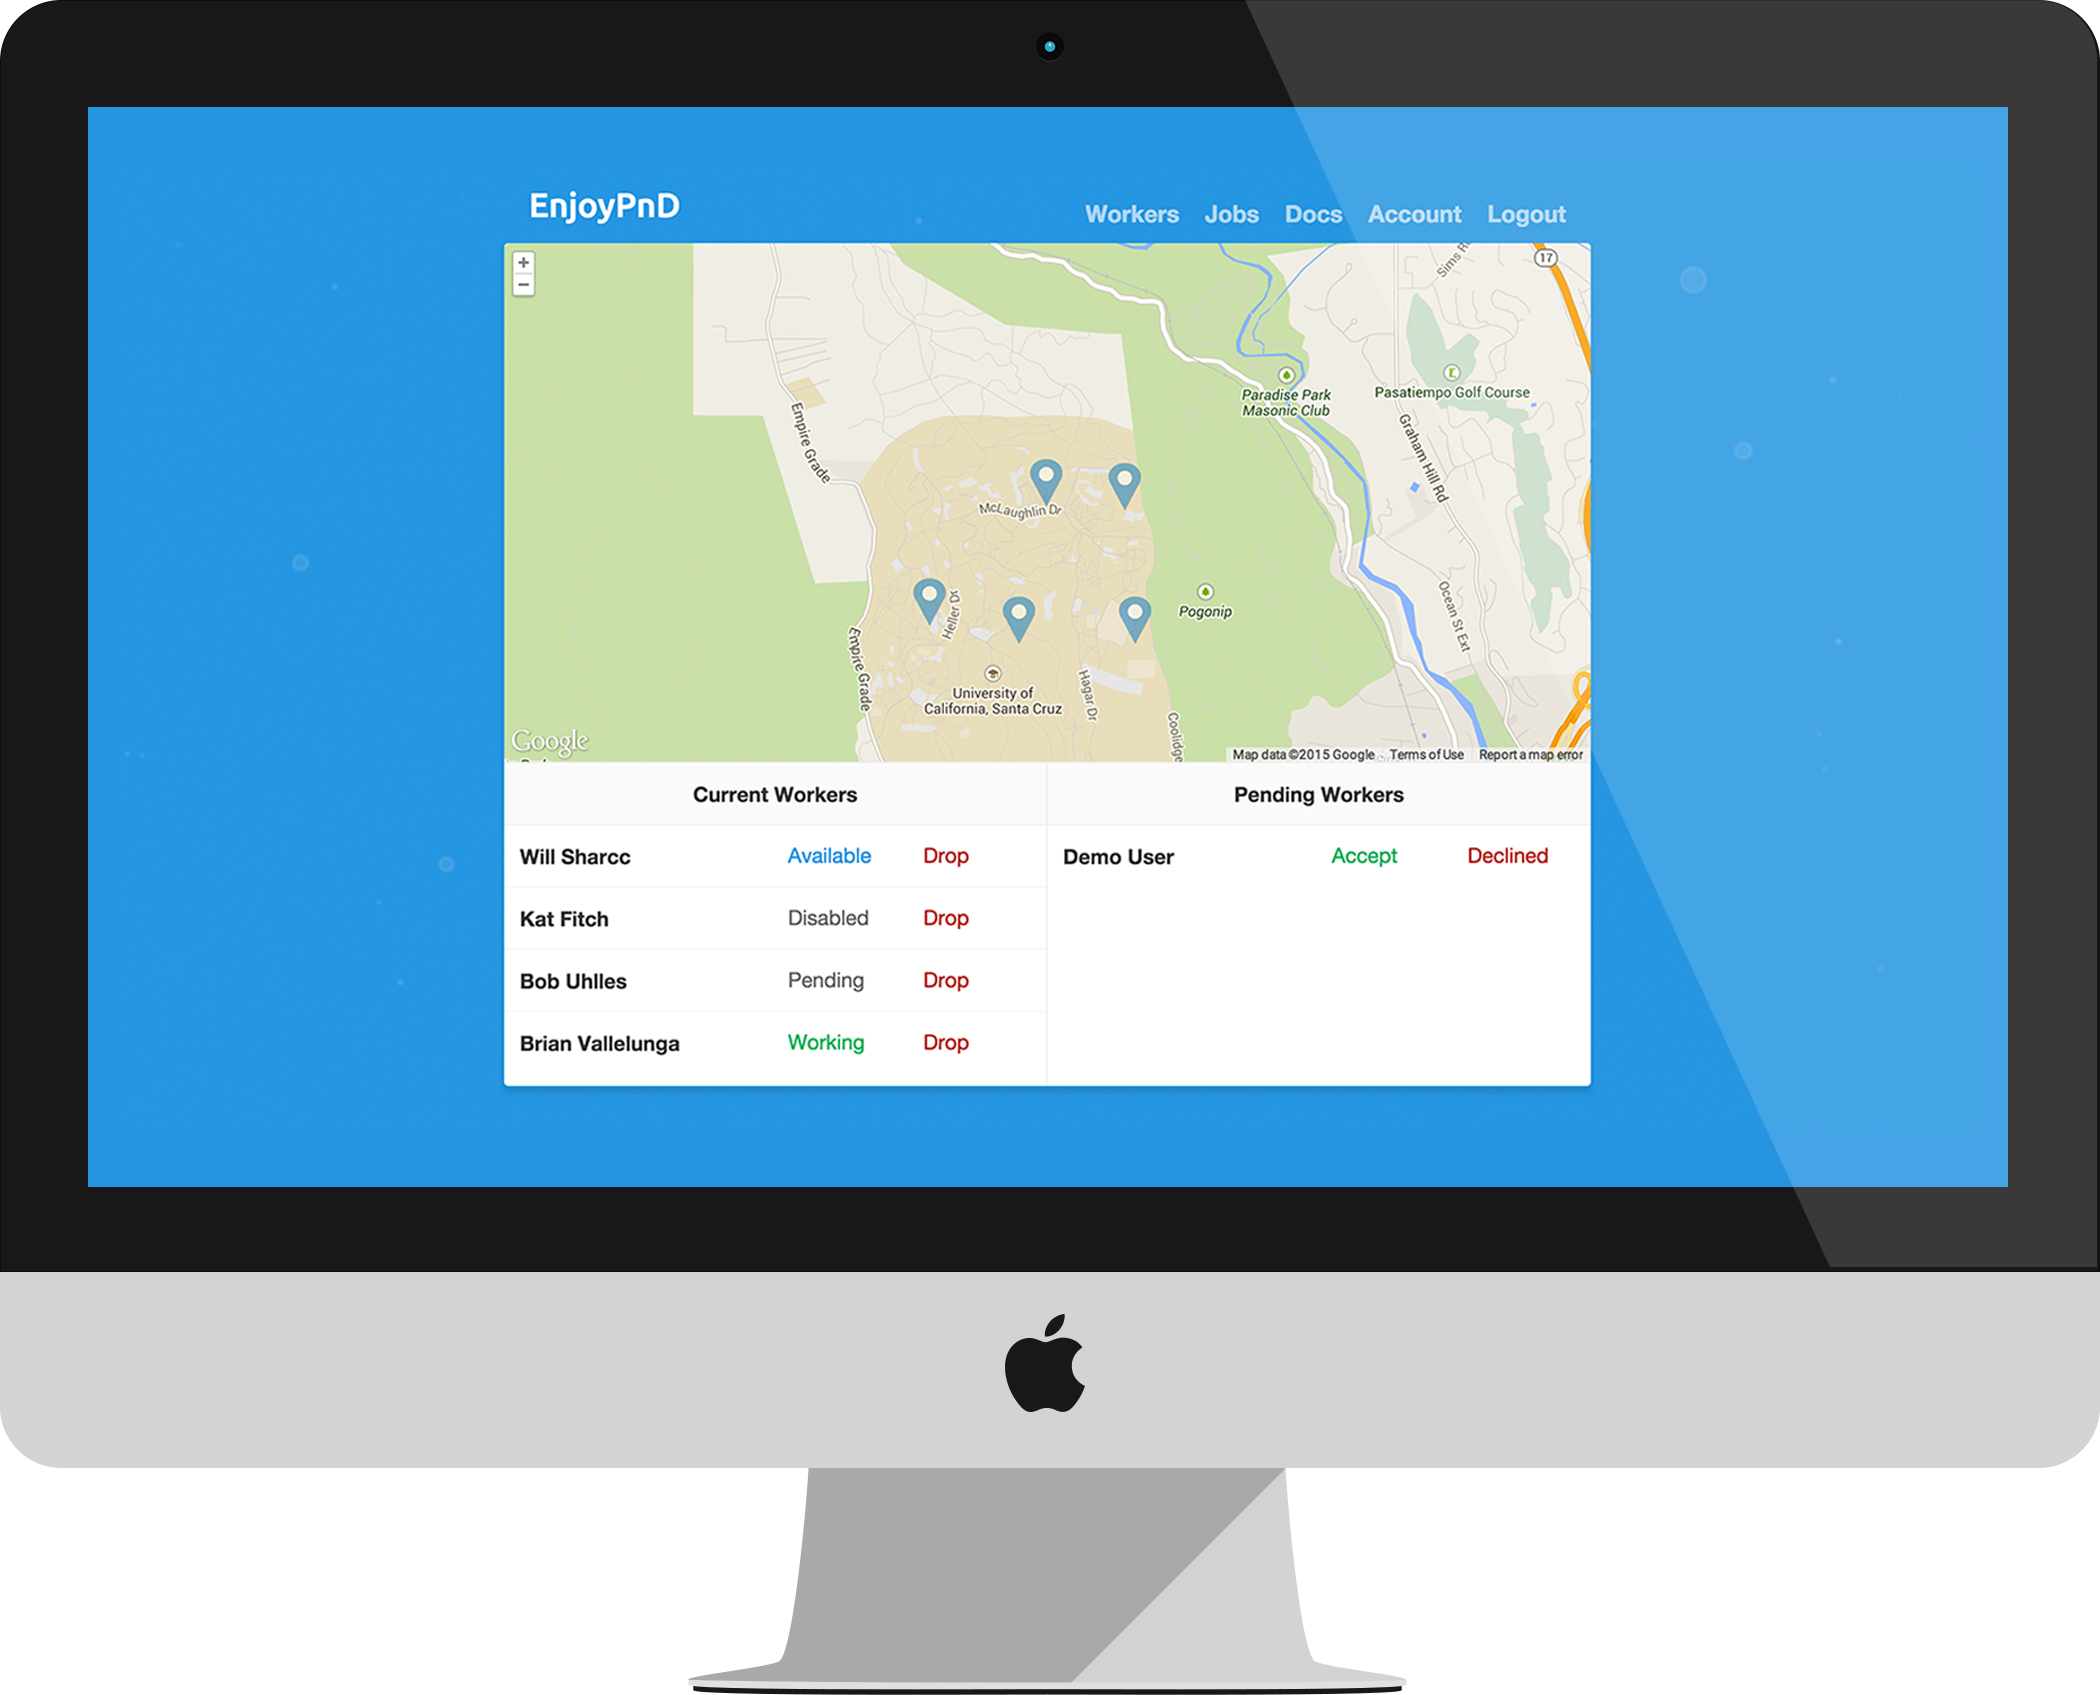 EnjoyPnD
Workers Jobs Docs Account Logout
+
−
Sims R
17
Paradise Park
Masonic Club
Pasatiempo Golf Course
Empire Grade
Graham Hill Rd
McLaughlin Dr
Heller Dr
Pogonip
Ocean St Ext
Empire Grade
University of
California, Santa Cruz
Hagar Dr
Coolidge
Google
Map data ©2015 Google Terms of Use Report a map error
Current Workers Pending Workers
Will Sharcc Available Drop Demo User Accept Declined
Kat Fitch Disabled Drop
Bob Uhlles Pending Drop
Brian Vallelunga Working Drop